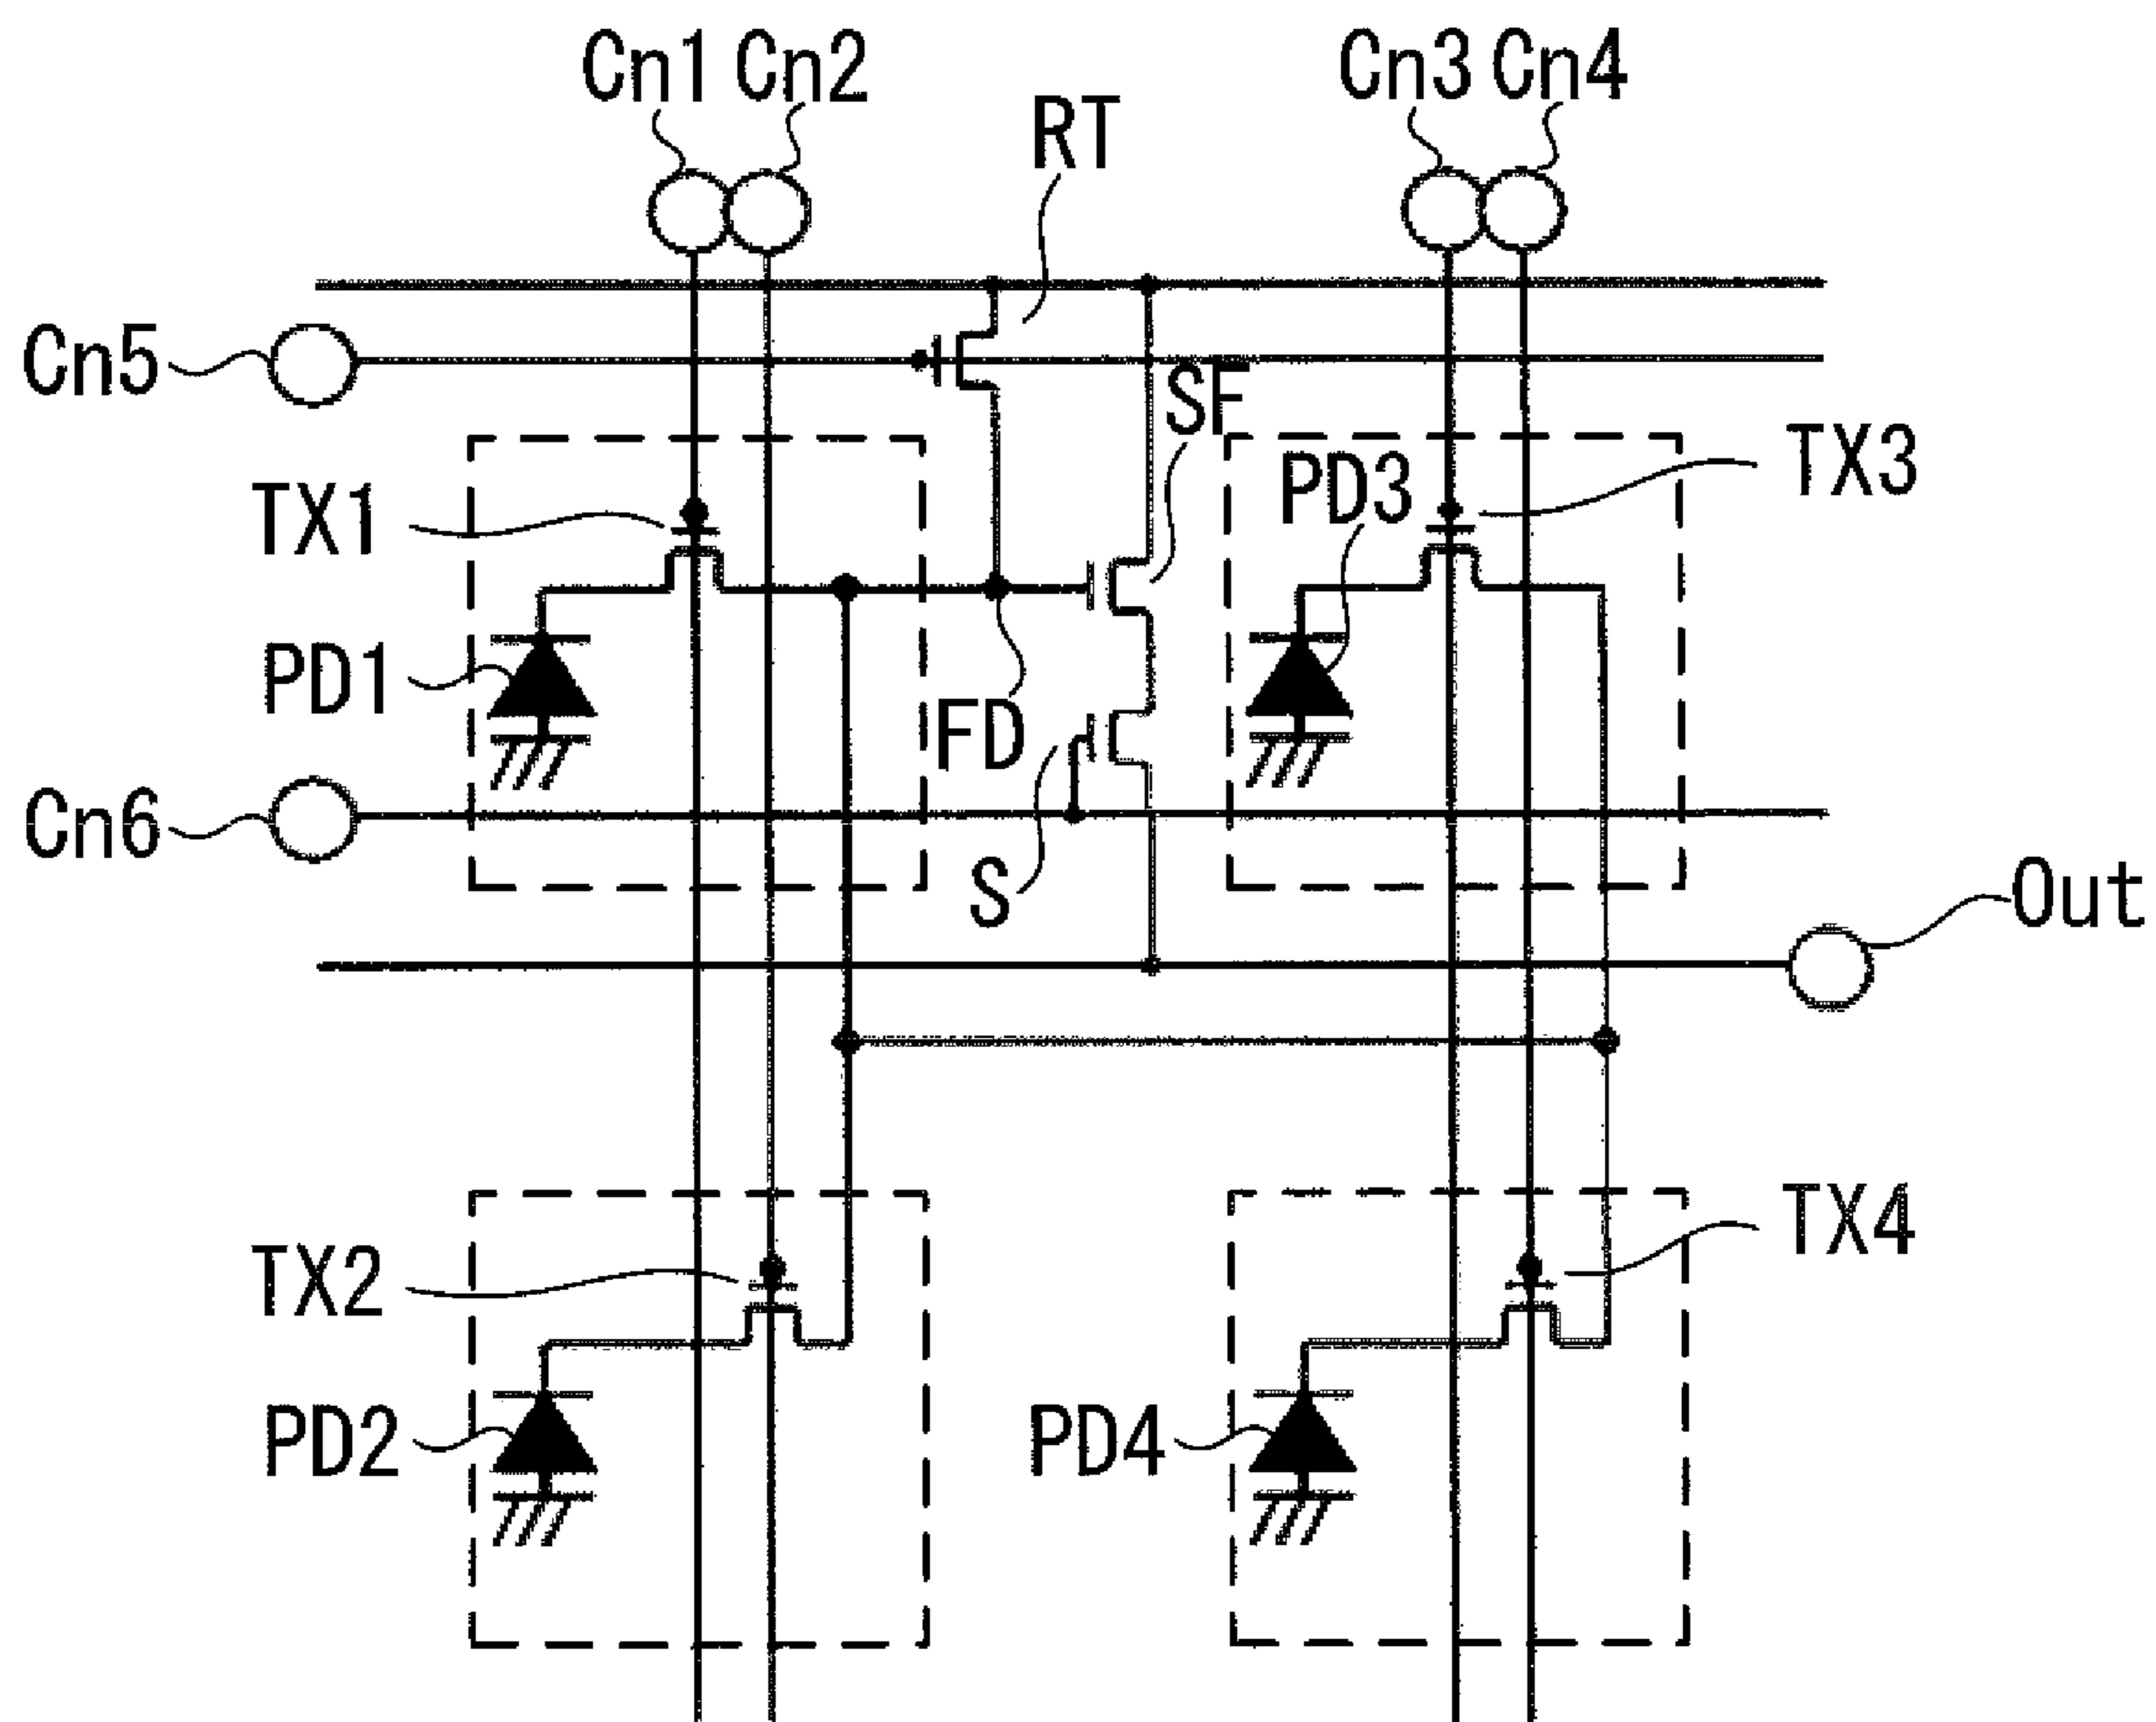 Cn1 Cn2
Cn3 Cn4
RT
Cn5
SF
TX1
PD3
TX3
PD1
FD
Cn6
S
Out
TX2
TX4
PD2
PD4